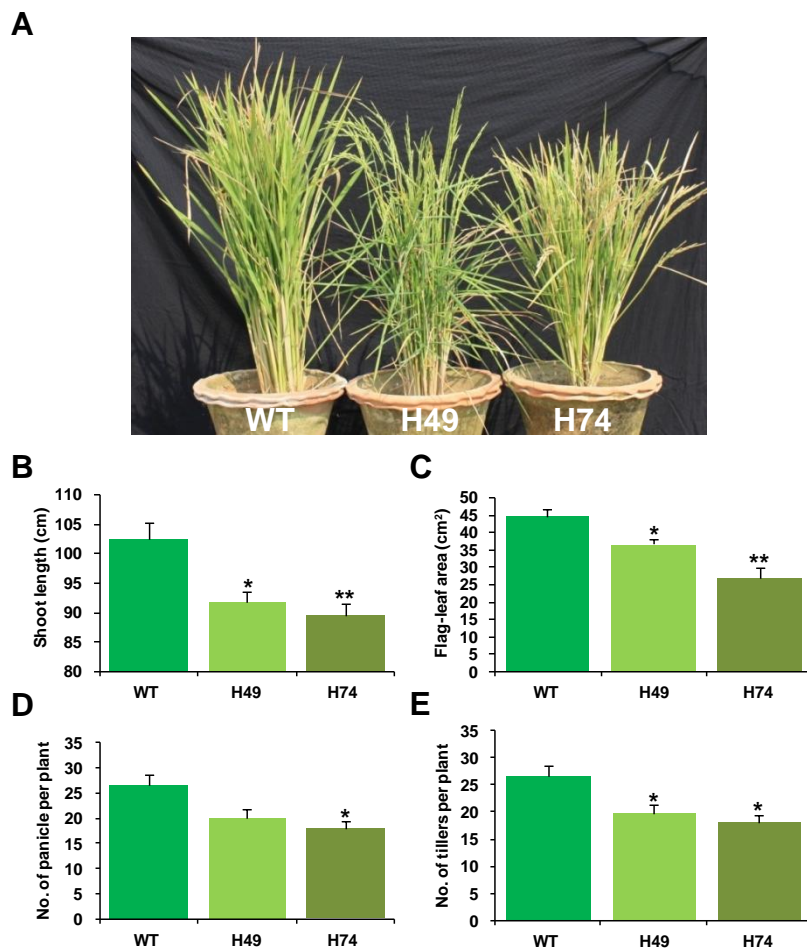 A
WT H49 H74
B
Shoot length (cm)
110
105
100
95
90
85
80
*
**
WT H49 H74
C
Flag-leaf area (cm²)
50
45
40
35
30
25
20
15
10
5
0
*
**
WT H49 H74
D
No. of panicle per plant
35
30
25
20
15
10
5
0
*
WT H49 H74
E
No. of tillers per plant
35
30
25
20
15
10
5
0
*
*
WT H49 H74